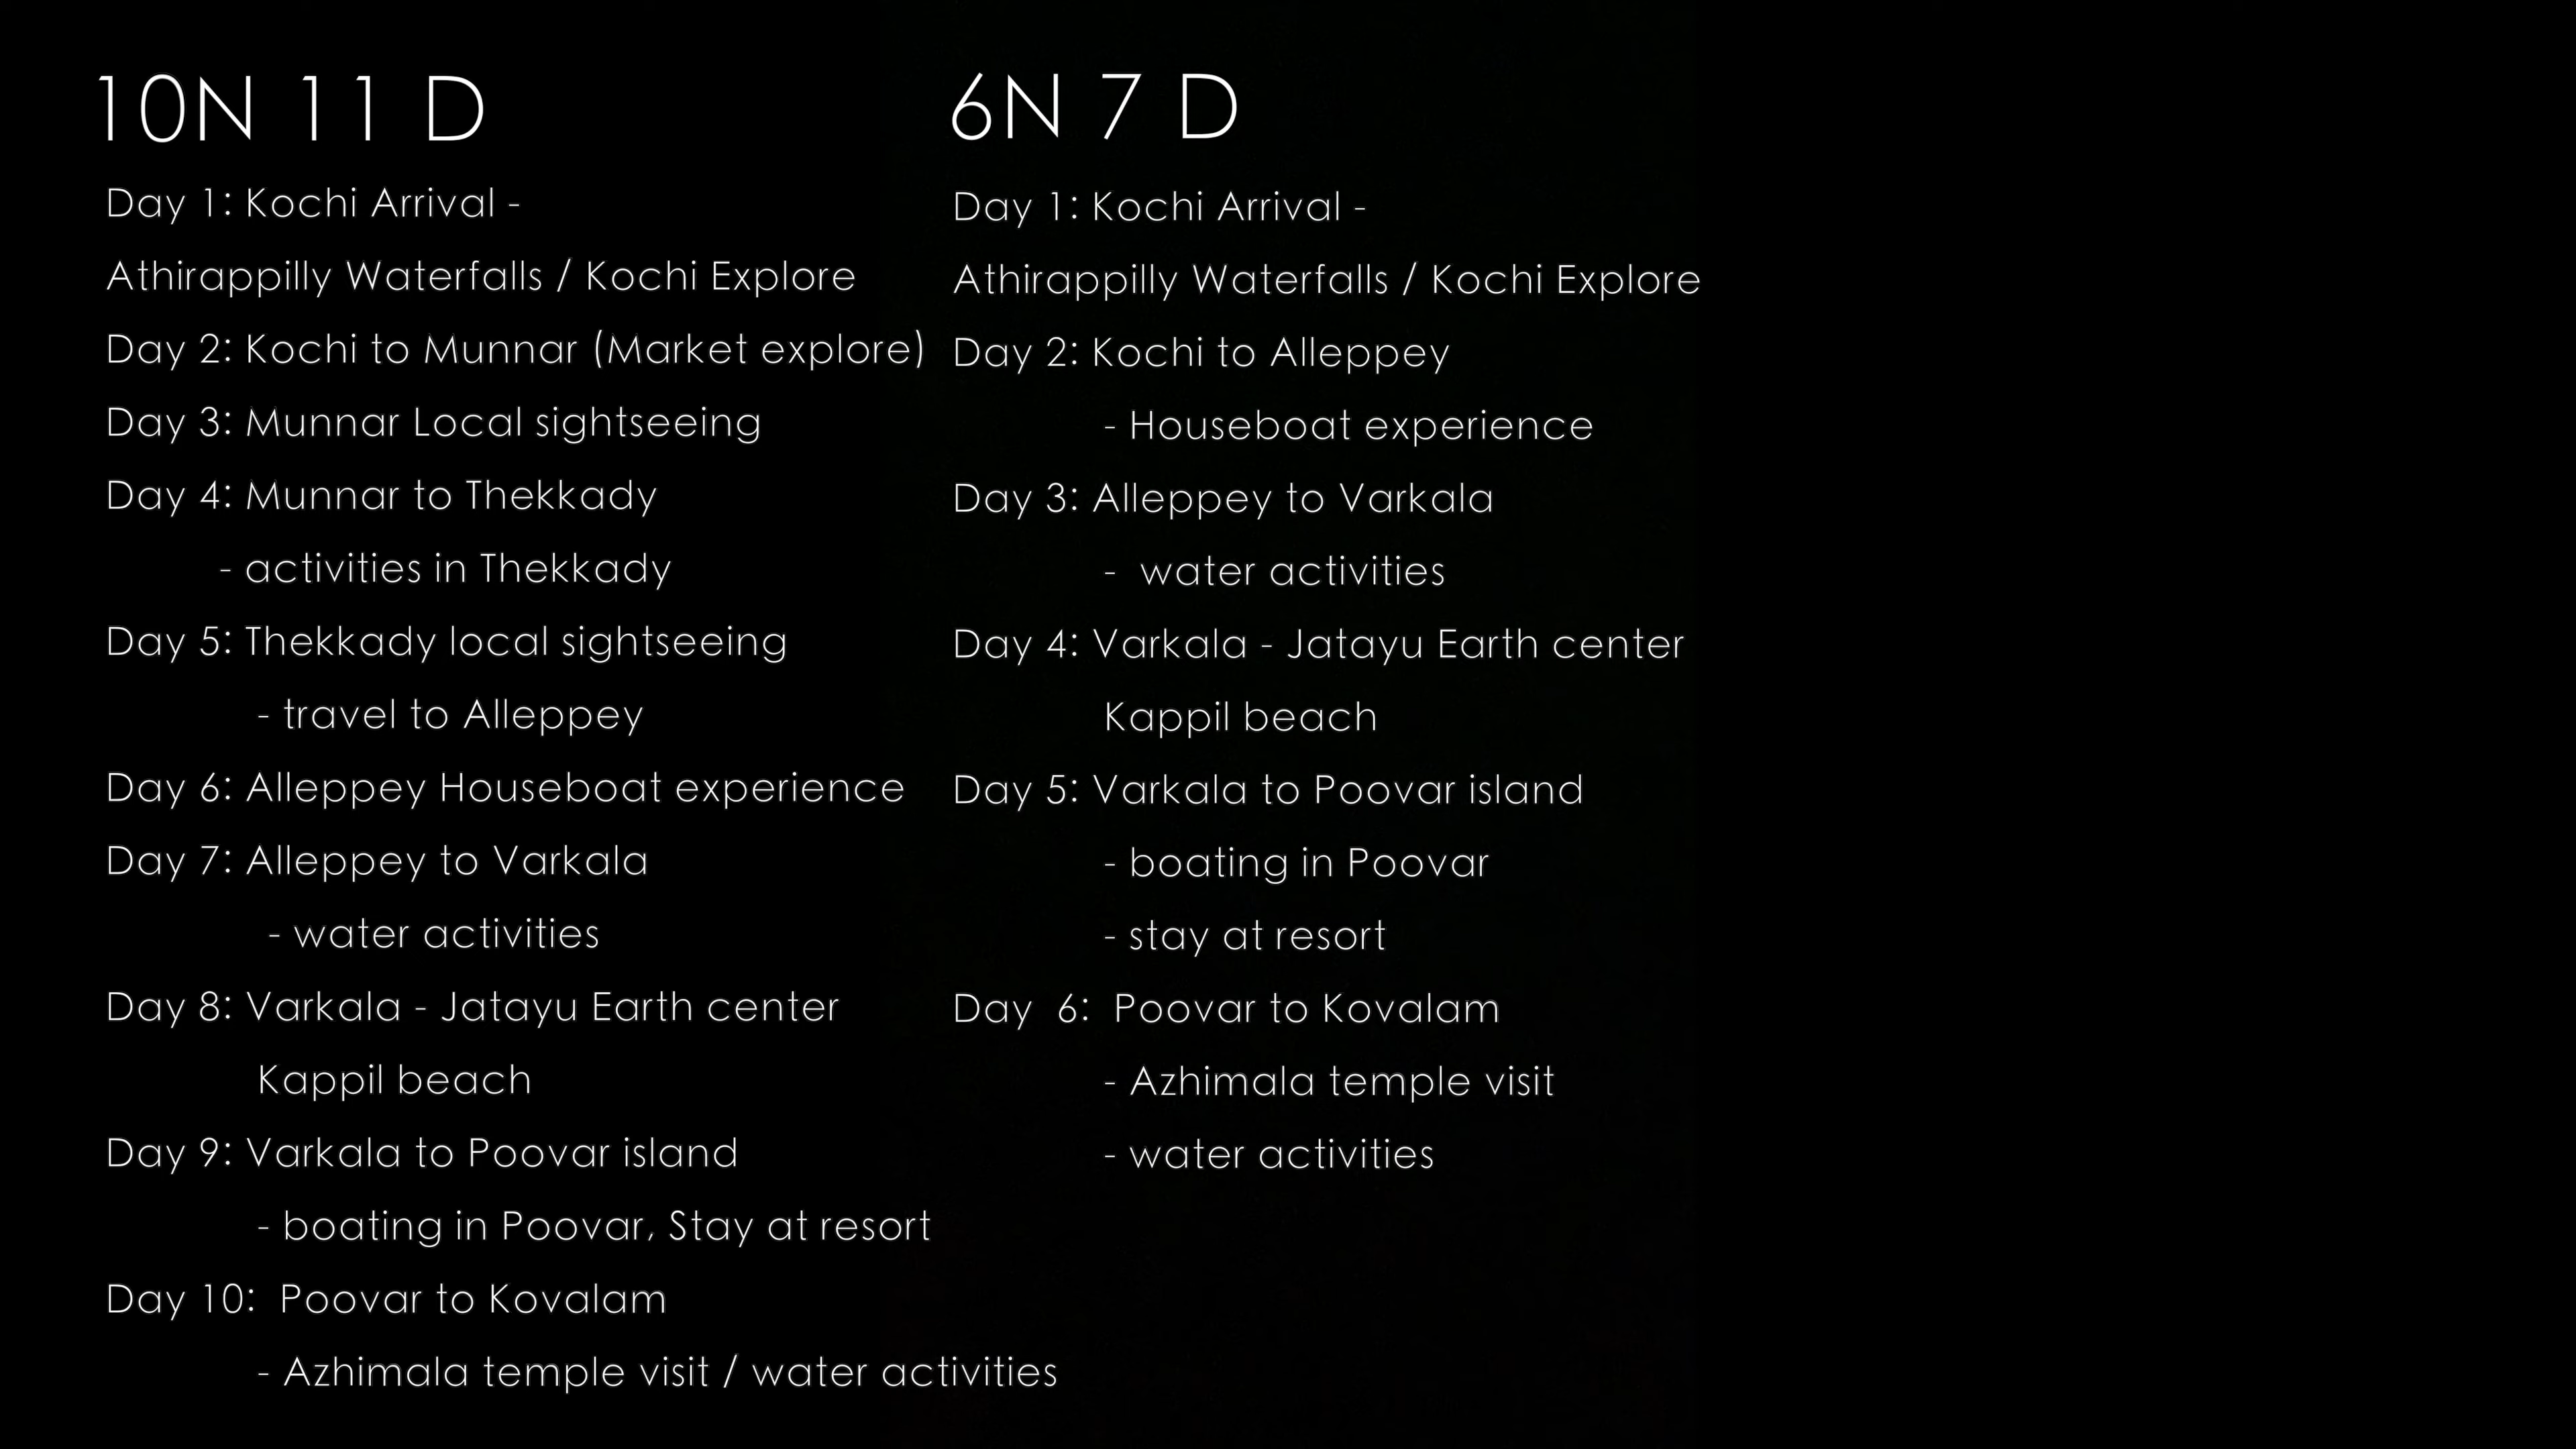 10N 11 D
Day 1: Kochi Arrival -
Athirappilly Waterfalls / Kochi Explore
Day 2: Kochi to Munnar (Market explore)
Day 3: Munnar Local sightseeing
Day 4: Munnar to Thekkady
- activities in Thekkady
Day 5: Thekkady local sightseeing
- travel to Alleppey
Day 6: Alleppey Houseboat experience
Day 7: Alleppey to Varkala
- water activities
Day 8: Varkala - Jatayu Earth center
Kappil beach
Day 9: Varkala to Poovar island
- boating in Poovar, Stay at resort
Day 10: Poovar to Kovalam
- Azhimala temple visit / water activities
6N 7 D
Day 1: Kochi Arrival -
Athirappilly Waterfalls / Kochi Explore
Day 2: Kochi to Alleppey
- Houseboat experience
Day 3: Alleppey to Varkala
- water activities
Day 4: Varkala - Jatayu Earth center
Kappil beach
Day 5: Varkala to Poovar island
- boating in Poovar
- stay at resort
Day 6: Poovar to Kovalam
- Azhimala temple visit
- water activities